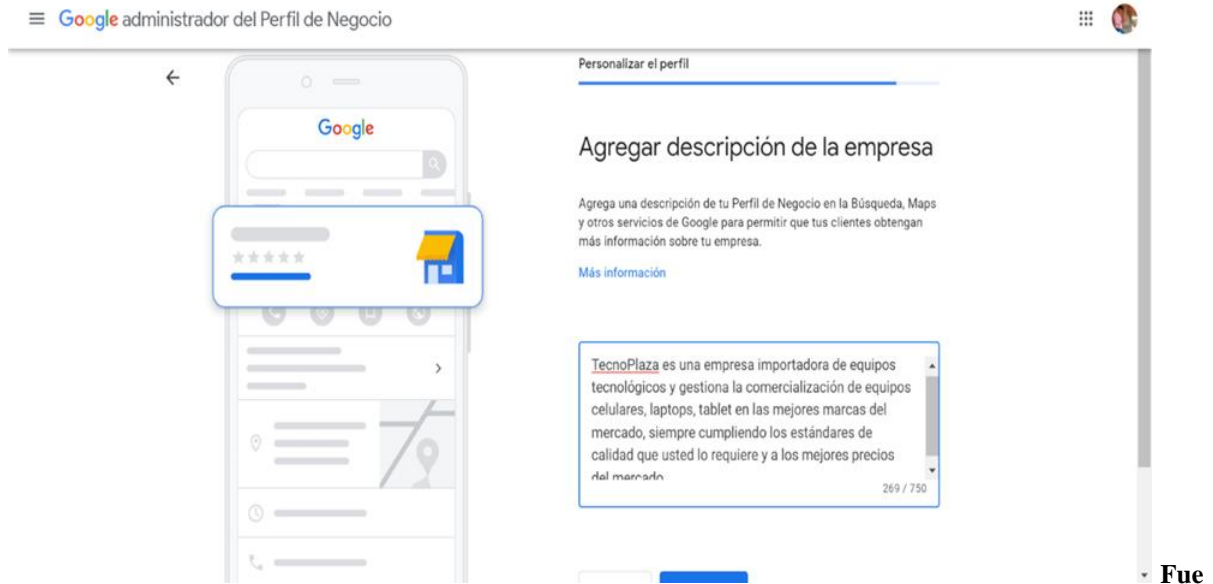 Google administrador del Perfil de Negocio
Personalizar el perfil
Google
Agregar descripción de la empresa
Agrega una descripción de tu Perfil de Negocio en la Búsqueda, Maps
y otros servicios de Google para permitir que tus clientes obtengan
más información sobre tu empresa.
Más información
TecnoPlaza es una empresa importadora de equipos
tecnológicos y gestiona la comercialización de equipos
celulares, laptops, tablet en las mejores marcas del
mercado, siempre cumpliendo los estándares de
calidad que usted lo requiere y a los mejores precios
del mercado
269 / 750
Fue